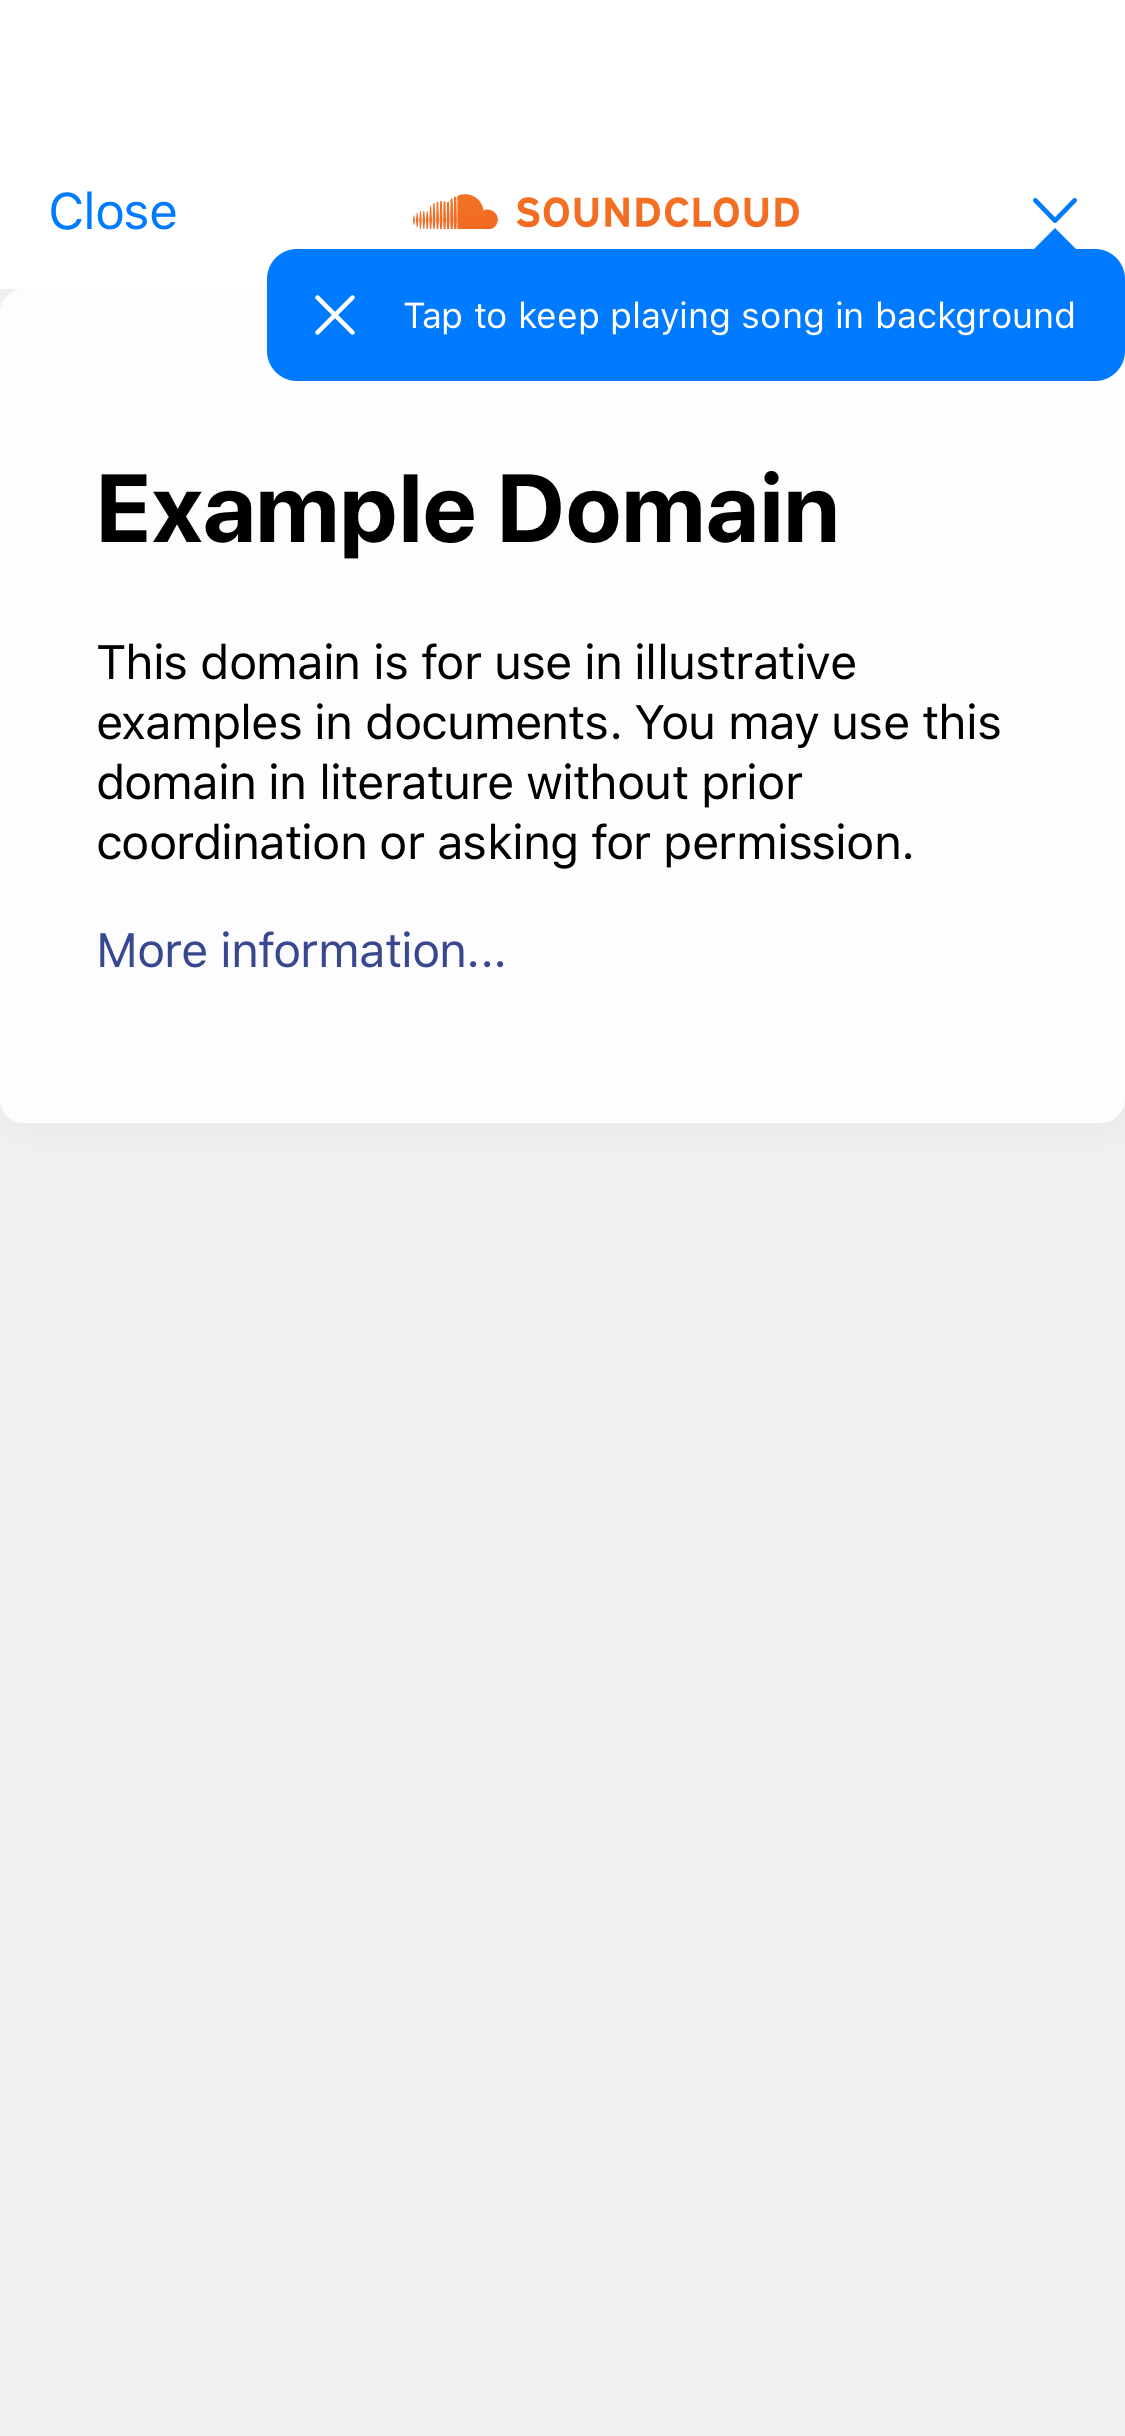 Close
SOUNDCLOUD
Tap to keep playing song in background
Example Domain
This domain is for use in illustrative
examples in documents. You may use this
domain in literature without prior
coordination or asking for permission.
More information...